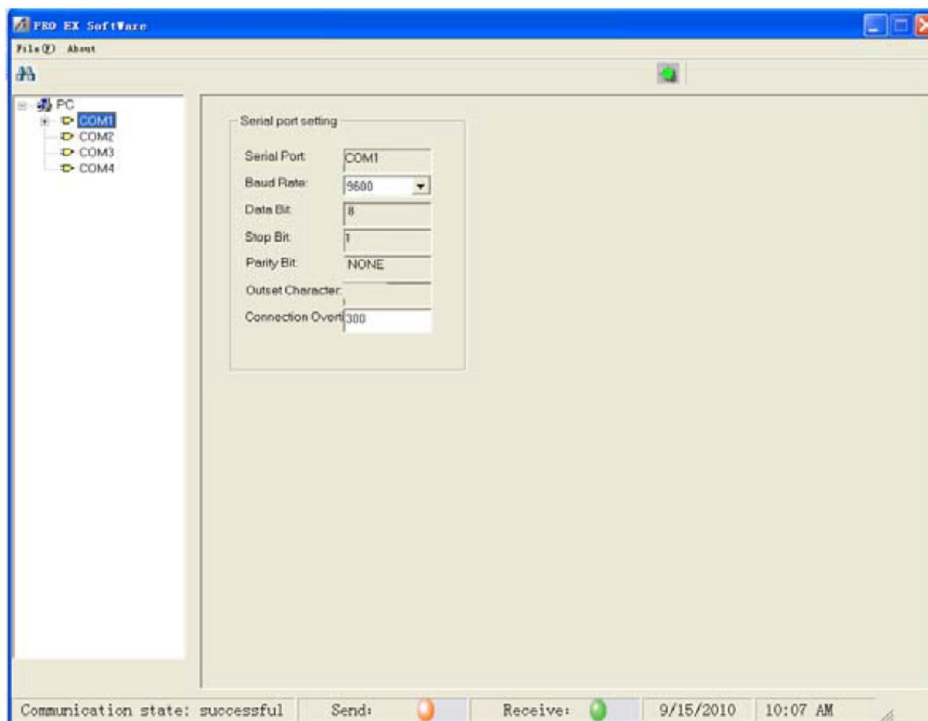 PRO EX SoftWare
File(F) About
PC
COM1
COM2
COM3
COM4
Serial port setting
Serial Port: COM1
Baud Rate: 9600
Data Bit: 8
Stop Bit: 1
Parity Bit: NONE
Outset Character:
Connection Overti 300
Communication state: successful Send: Receive: 9/15/2010 10:07 AM